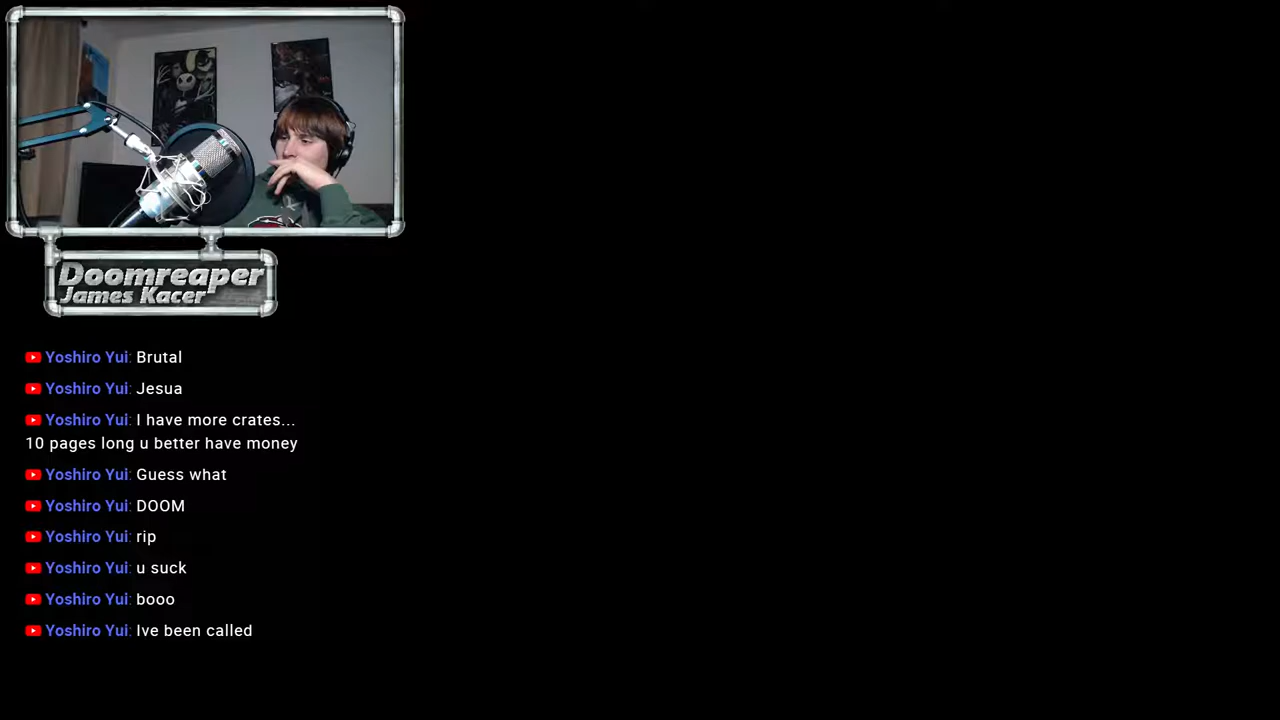 Doomreaper
James Kacer
Yoshiro Yui: Brutal
Yoshiro Yui: Jesua
Yoshiro Yui: I have more crates...
10 pages long u better have money
Yoshiro Yui: Guess what
Yoshiro Yui: DOOM
Yoshiro Yui: rip
Yoshiro Yui: u suck
Yoshiro Yui: booo
Yoshiro Yui: Ive been called